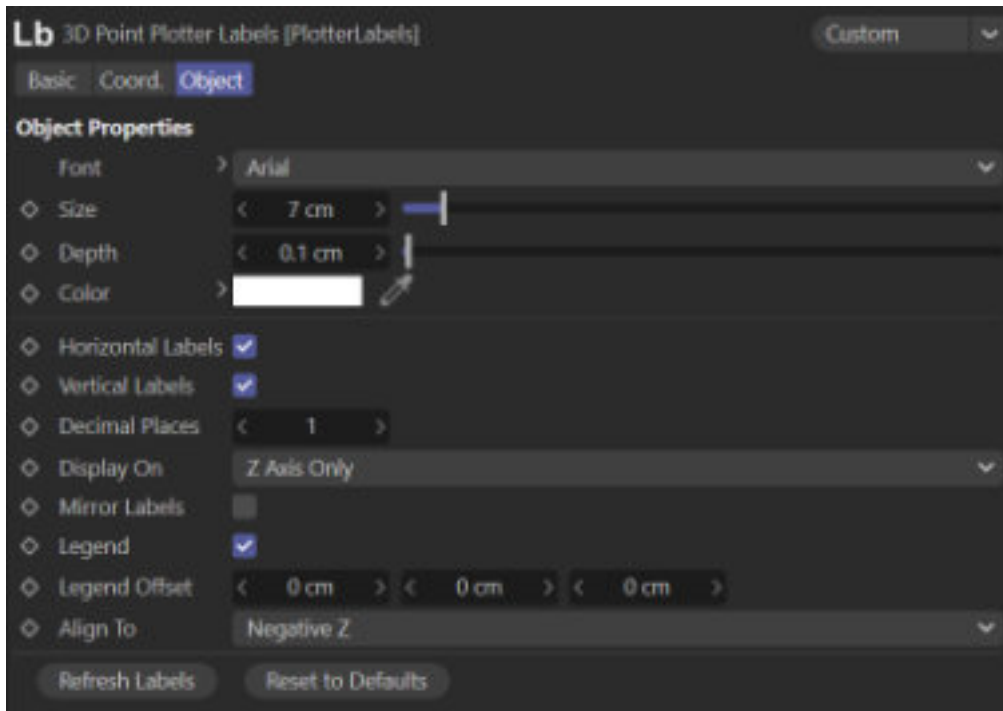 Lb 3D Point Plotter Labels [PlotterLabels] Custom
Basic Coord. Object
Object Properties
Font Arial
Size 7 cm
Depth 0.1 cm
Color
Horizontal Labels
Vertical Labels
Decimal Places 1
Display On Z Axis Only
Mirror Labels
Legend
Legend Offset 0 cm 0 cm 0 cm
Align To Negative Z
Refresh Labels Reset to Defaults